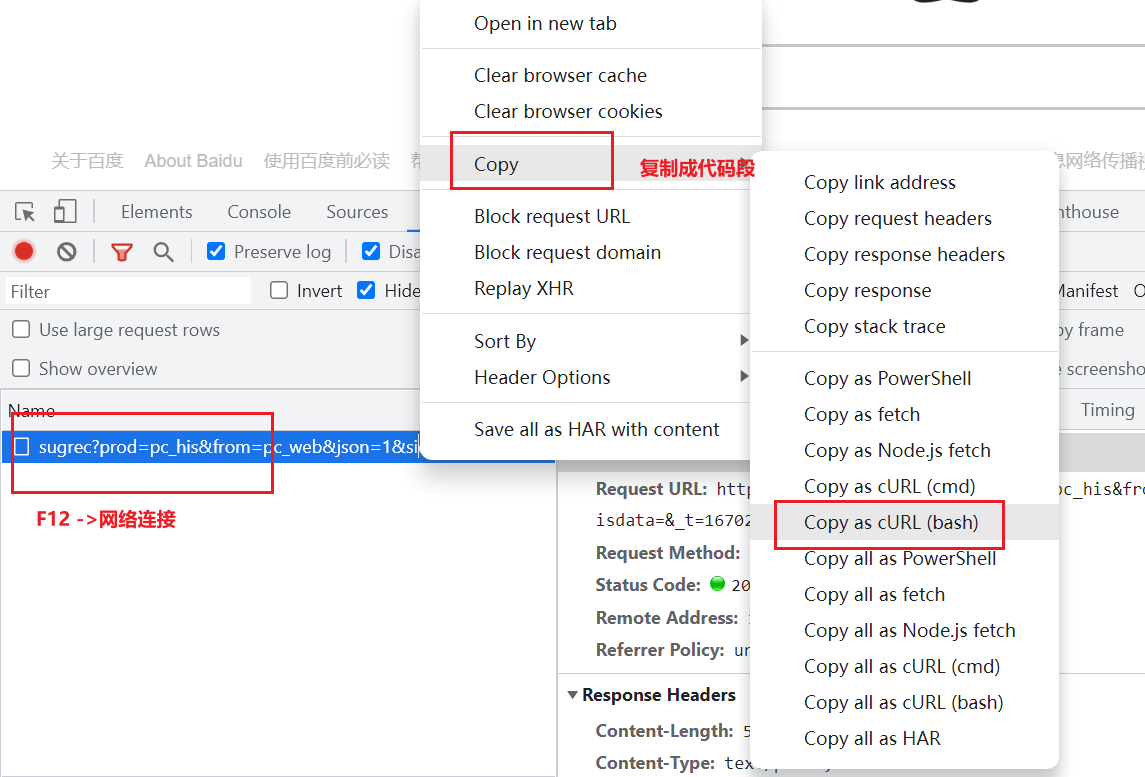 Open in new tab
Clear browser cache
Clear browser cookies
关于百度 About Baidu 使用百度前必读
息网络传播视
Copy
复制成代码段
Copy link address
Elements Console Sources
Block request URL
Copy request headers
Preserve log
Block request domain
Copy response headers
Filter
Invert Hide
Replay XHR
Copy response
Manifest
Use large request rows
Sort By
Copy stack trace
by frame
Show overview
Header Options
Copy as PowerShell
Name
Save all as HAR with content
Copy as fetch
Timing
sugrec?prod=pc_his&from=pc_web&json=1&si
Copy as Node.js fetch
Request URL: http
Copy as cURL (cmd)
pc_his&fro
F12 ->网络连接
isdata=&_t=16702
Copy as cURL (bash)
Request Method:
Copy all as PowerShell
Status Code: 20
Copy all as fetch
Remote Address:
Copy all as Node.js fetch
Referrer Policy: un
Copy all as cURL (cmd)
Response Headers
Copy all as cURL (bash)
Content-Length: 5
Copy all as HAR
Content-Type: